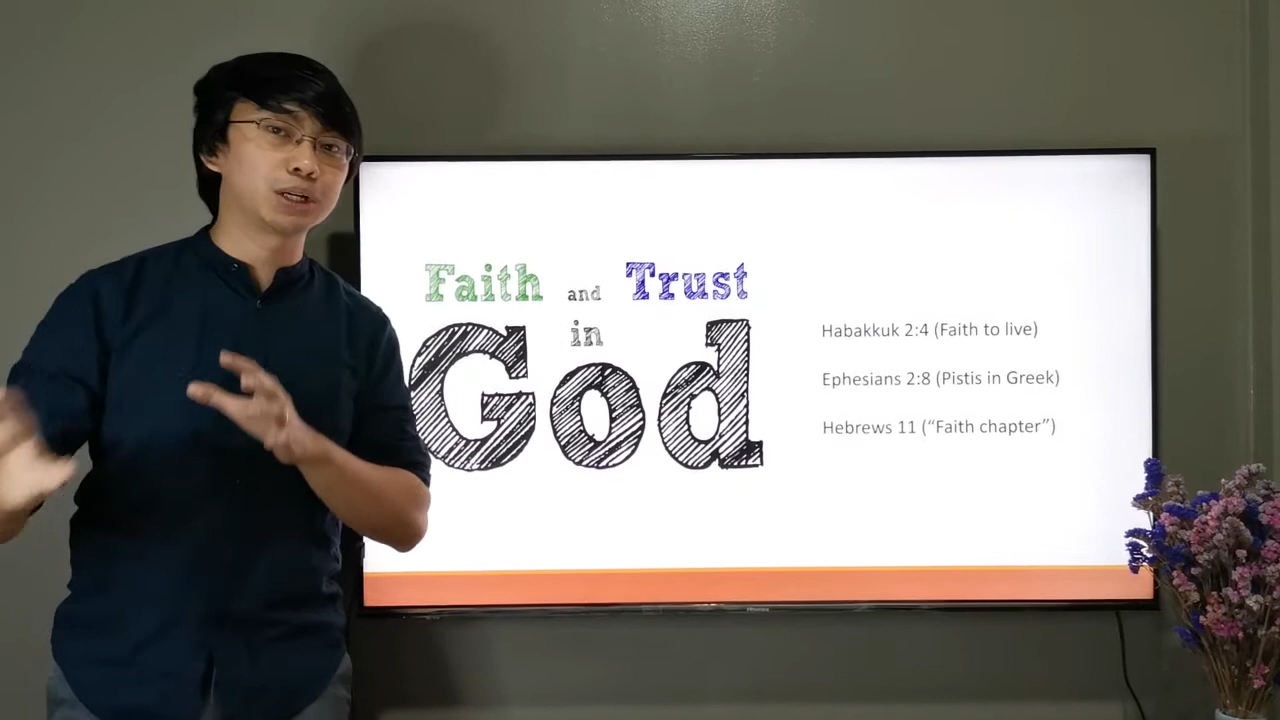 Faith and Trust
in
God
Habakkuk 2:4 (Faith to live)
Ephesians 2:8 (Pistis in Greek)
Hebrews 11 (“Faith chapter”)
Hisense